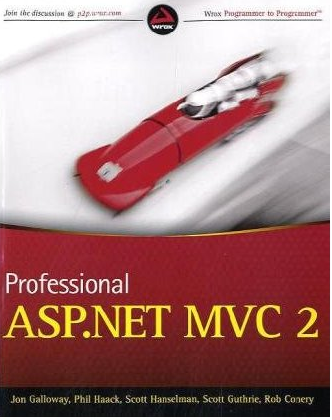 Join the discussion @ p2p.wrox.com
wrox
Wrox Programmer to Programmer™
Professional
ASP.NET MVC 2
Jon Galloway, Phil Haack, Scott Hanselman, Scott Guthrie, Rob Conery